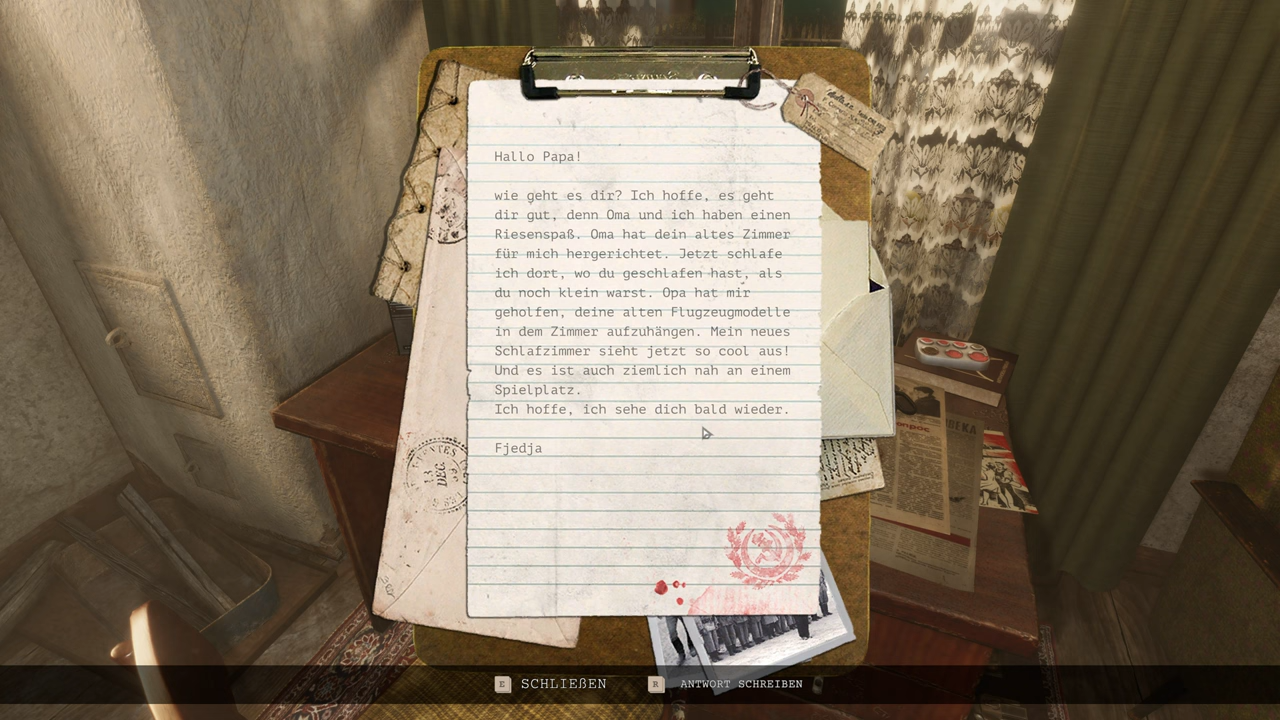 Hallo Papa!
wie geht es dir? Ich hoffe, es geht
dir gut, denn Oma und ich haben einen
Riesenspaß. Oma hat dein altes Zimmer
für mich hergerichtet. Jetzt schlafe
ich dort, wo du geschlafen hast, als
du noch klein warst. Opa hat mir
geholfen, deine alten Flugzeugmodelle
in dem Zimmer aufzuhängen. Mein neues
Schlafzimmer sieht jetzt so cool aus!
Und es ist auch ziemlich nah an einem
Spielplatz.
Ich hoffe, ich sehe dich bald wieder.
Fjedja
DEC.
E SCHLIEẞEN
R ANTWORT SCHREIBEN